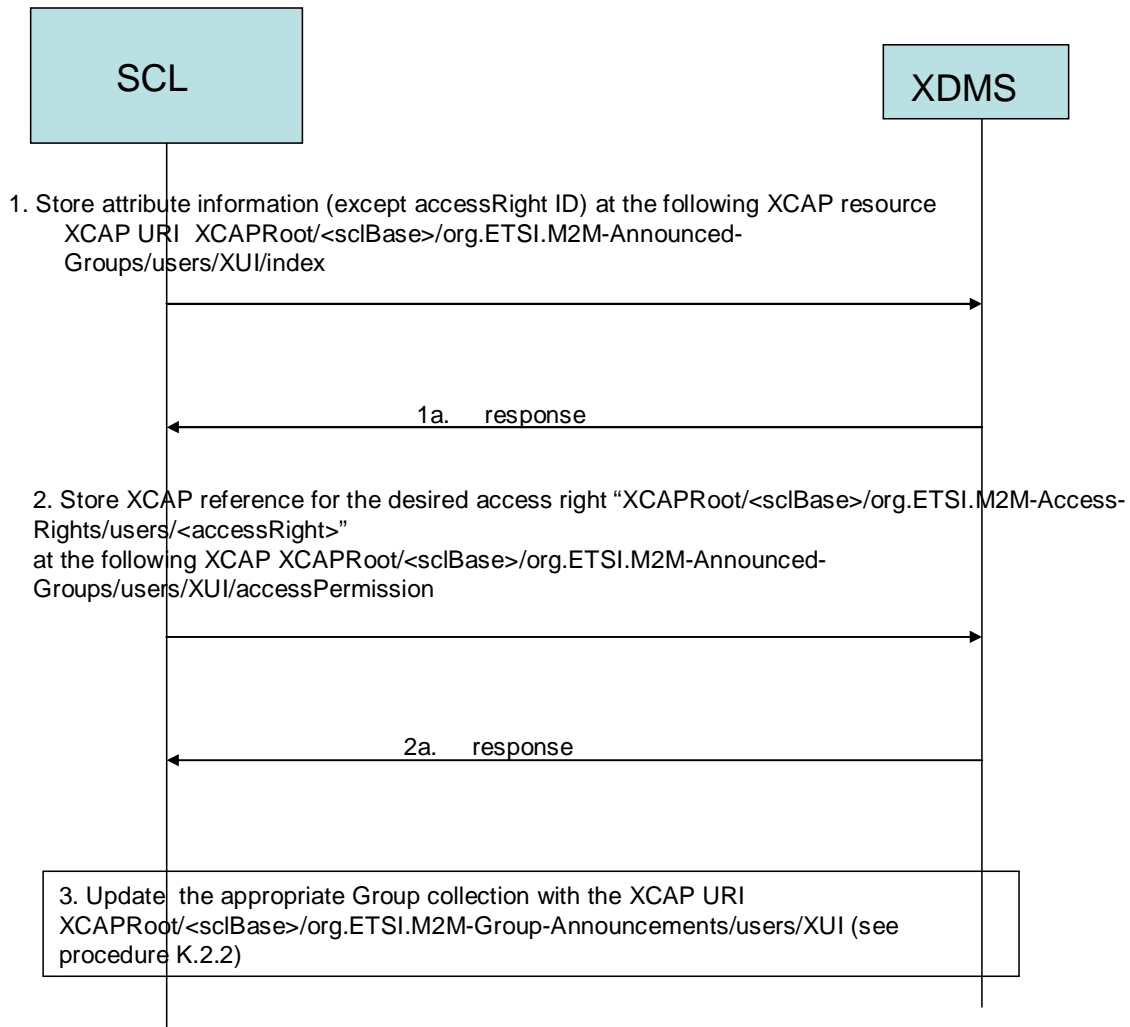 SCL
XDMS
1. Store attribute information (except accessRight ID) at the following XCAP resource
XCAP URI XCAPRoot/<sclBase>/org.ETSI.M2M-Announced-
Groups/users/XUI/index
1a. response
2. Store XCAP reference for the desired access right “XCAPRoot/<sclBase>/org.ETSI.M2M-Access-
Rights/users/<accessRight>”
at the following XCAP XCAPRoot/<sclBase>/org.ETSI.M2M-Announced-
Groups/users/XUI/accessPermission
2a. response
3. Update the appropriate Group collection with the XCAP URI
XCAPRoot/<sclBase>/org.ETSI.M2M-Group-Announcements/users/XUI (see
procedure K.2.2)